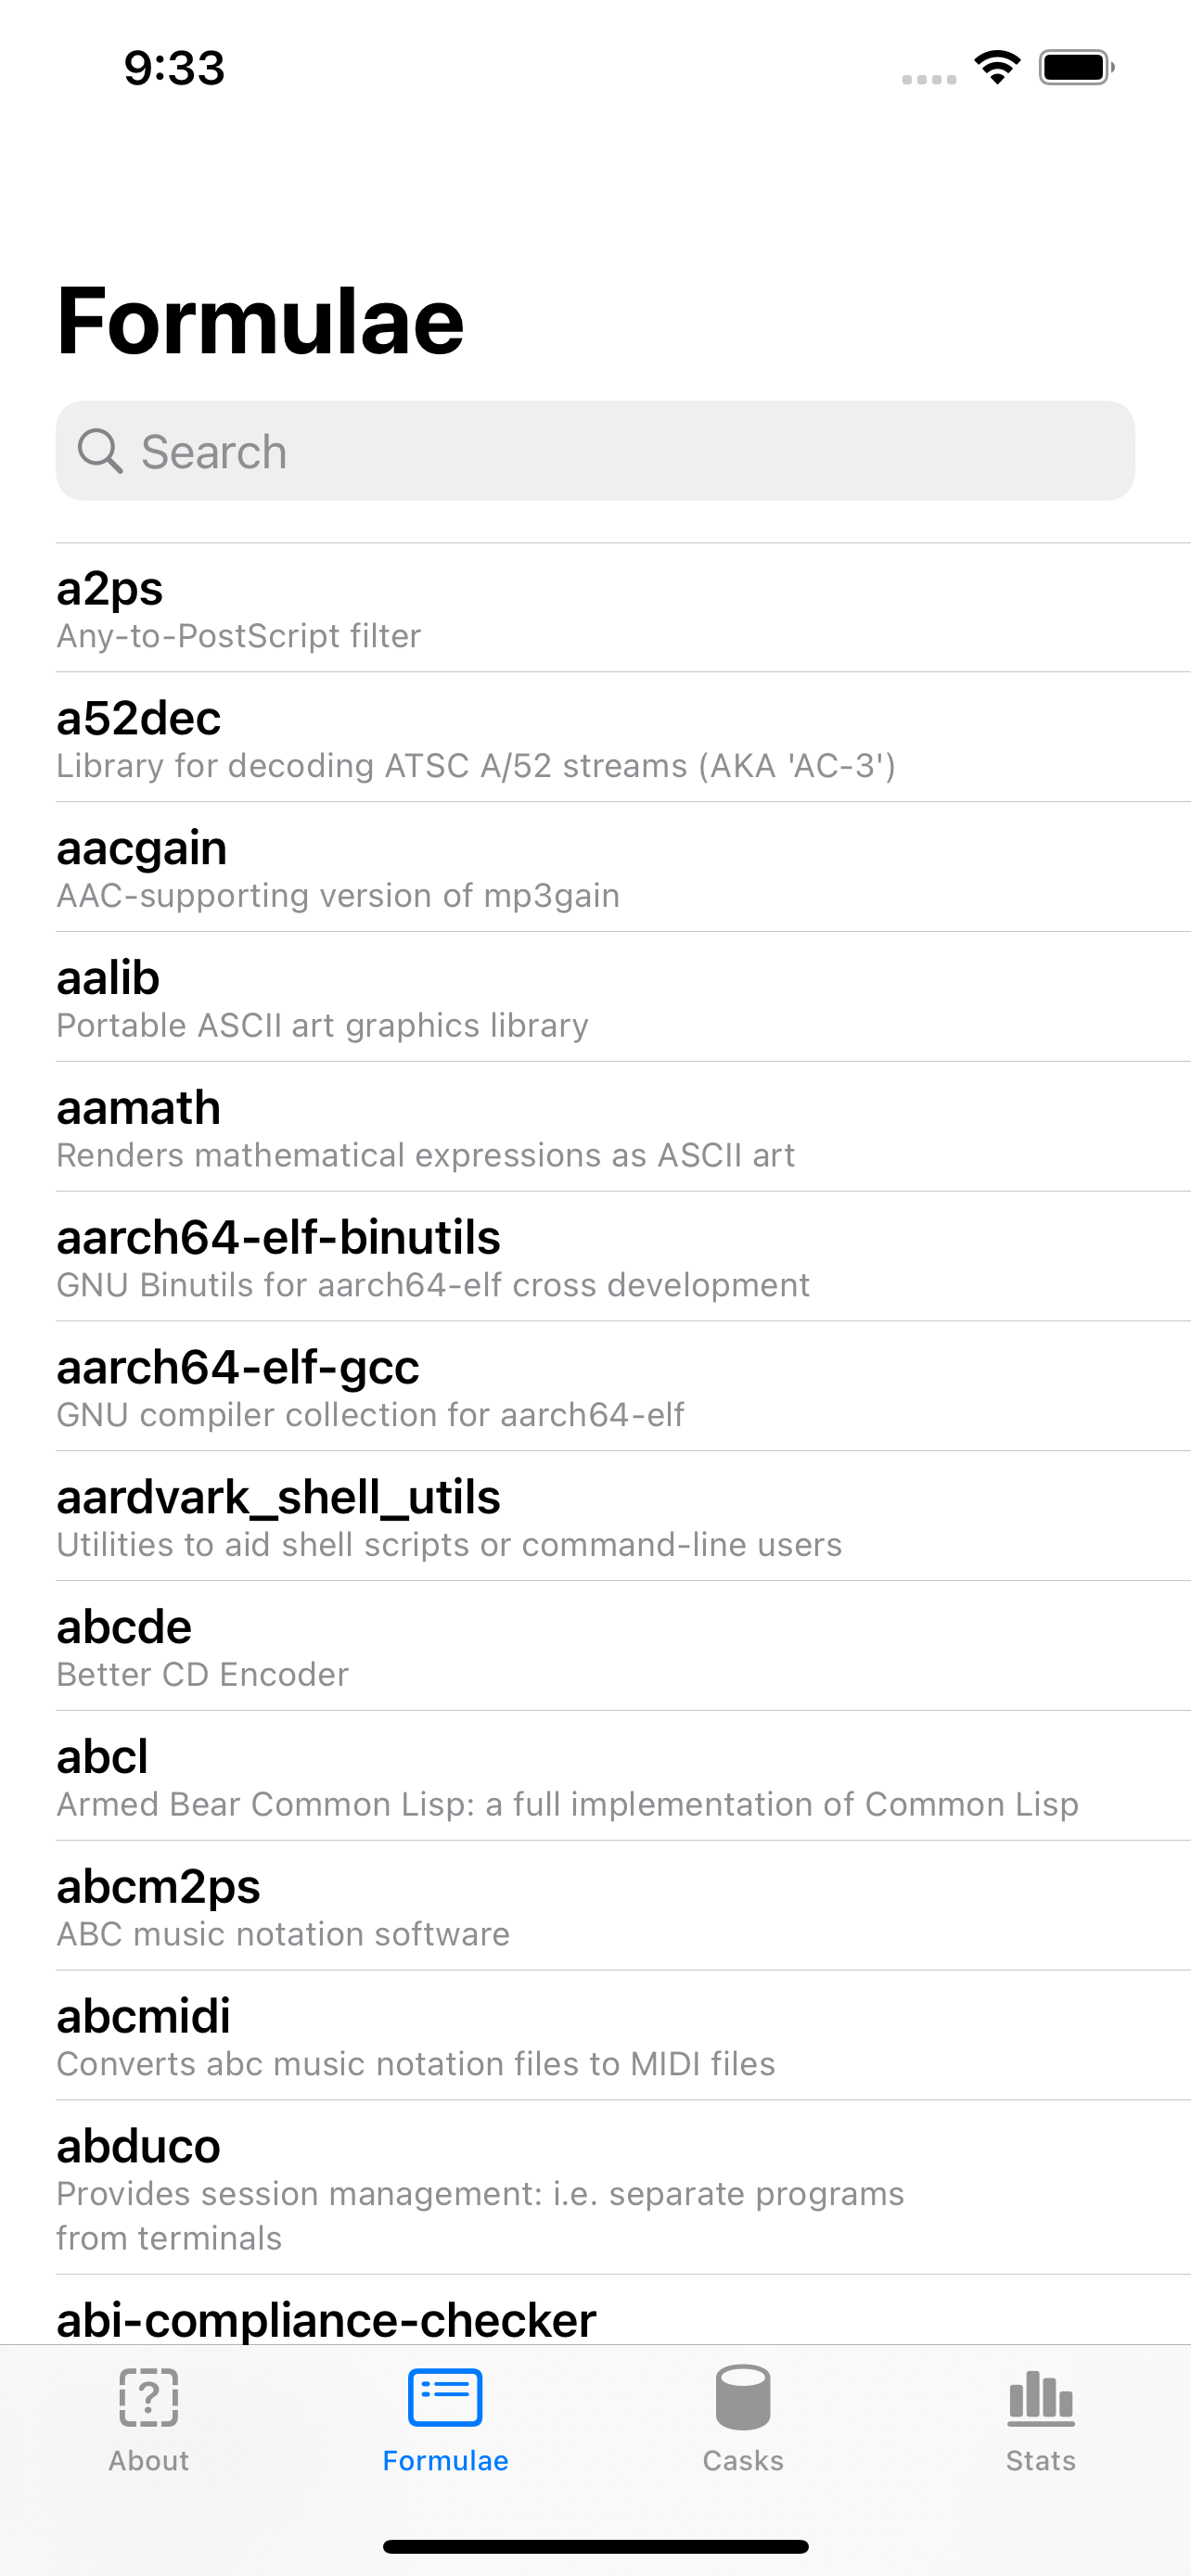 9:33
Formulae
Search
a2ps
Any-to-PostScript filter
a52dec
Library for decoding ATSC A/52 streams (AKA 'AC-3')
aacgain
AAC-supporting version of mp3gain
aalib
Portable ASCII art graphics library
aamath
Renders mathematical expressions as ASCII art
aarch64-elf-binutils
GNU Binutils for aarch64-elf cross development
aarch64-elf-gcc
GNU compiler collection for aarch64-elf
aardvark_shell_utils
Utilities to aid shell scripts or command-line users
abcde
Better CD Encoder
abcl
Armed Bear Common Lisp: a full implementation of Common Lisp
abcm2ps
ABC music notation software
abcmidi
Converts abc music notation files to MIDI files
abduco
Provides session management: i.e. separate programs
from terminals
abi-compliance-checker
About
Formulae
Casks
Stats